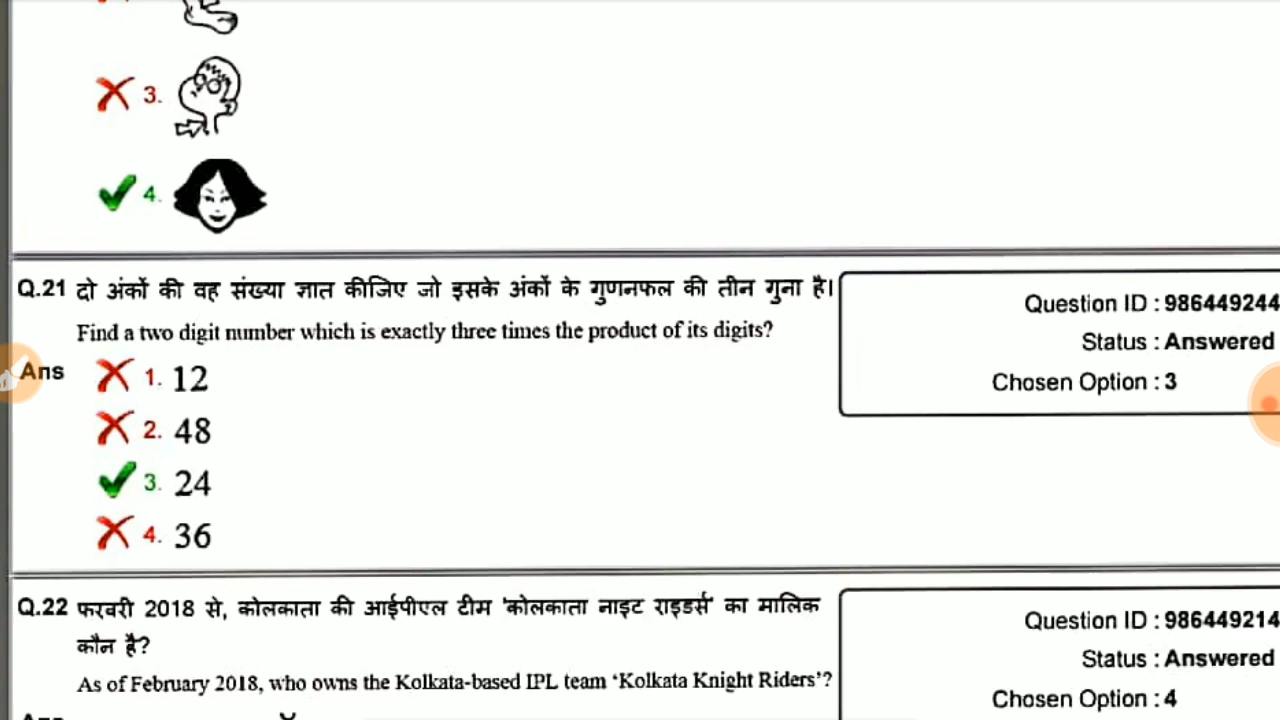 3.
4.
Q.21 दो अंकों की वह संख्या ज्ञात कीजिए जो इसके अंकों के गुणनफल की तीन गुना है।
Find a two digit number which is exactly three times the product of its digits?
Question ID : 986449244
Status : Answered
Chosen Option : 3
Ans 1. 12
2. 48
3. 24
4. 36
Q.22 फरवरी 2018 से, कोलकाता की आईपीएल टीम 'कोलकाता नाइट राइडर्स' का मालिक
कौन है?
As of February 2018, who owns the Kolkata-based IPL team ‘Kolkata Knight Riders’?
Question ID : 986449214
Status : Answered
Chosen Option : 4